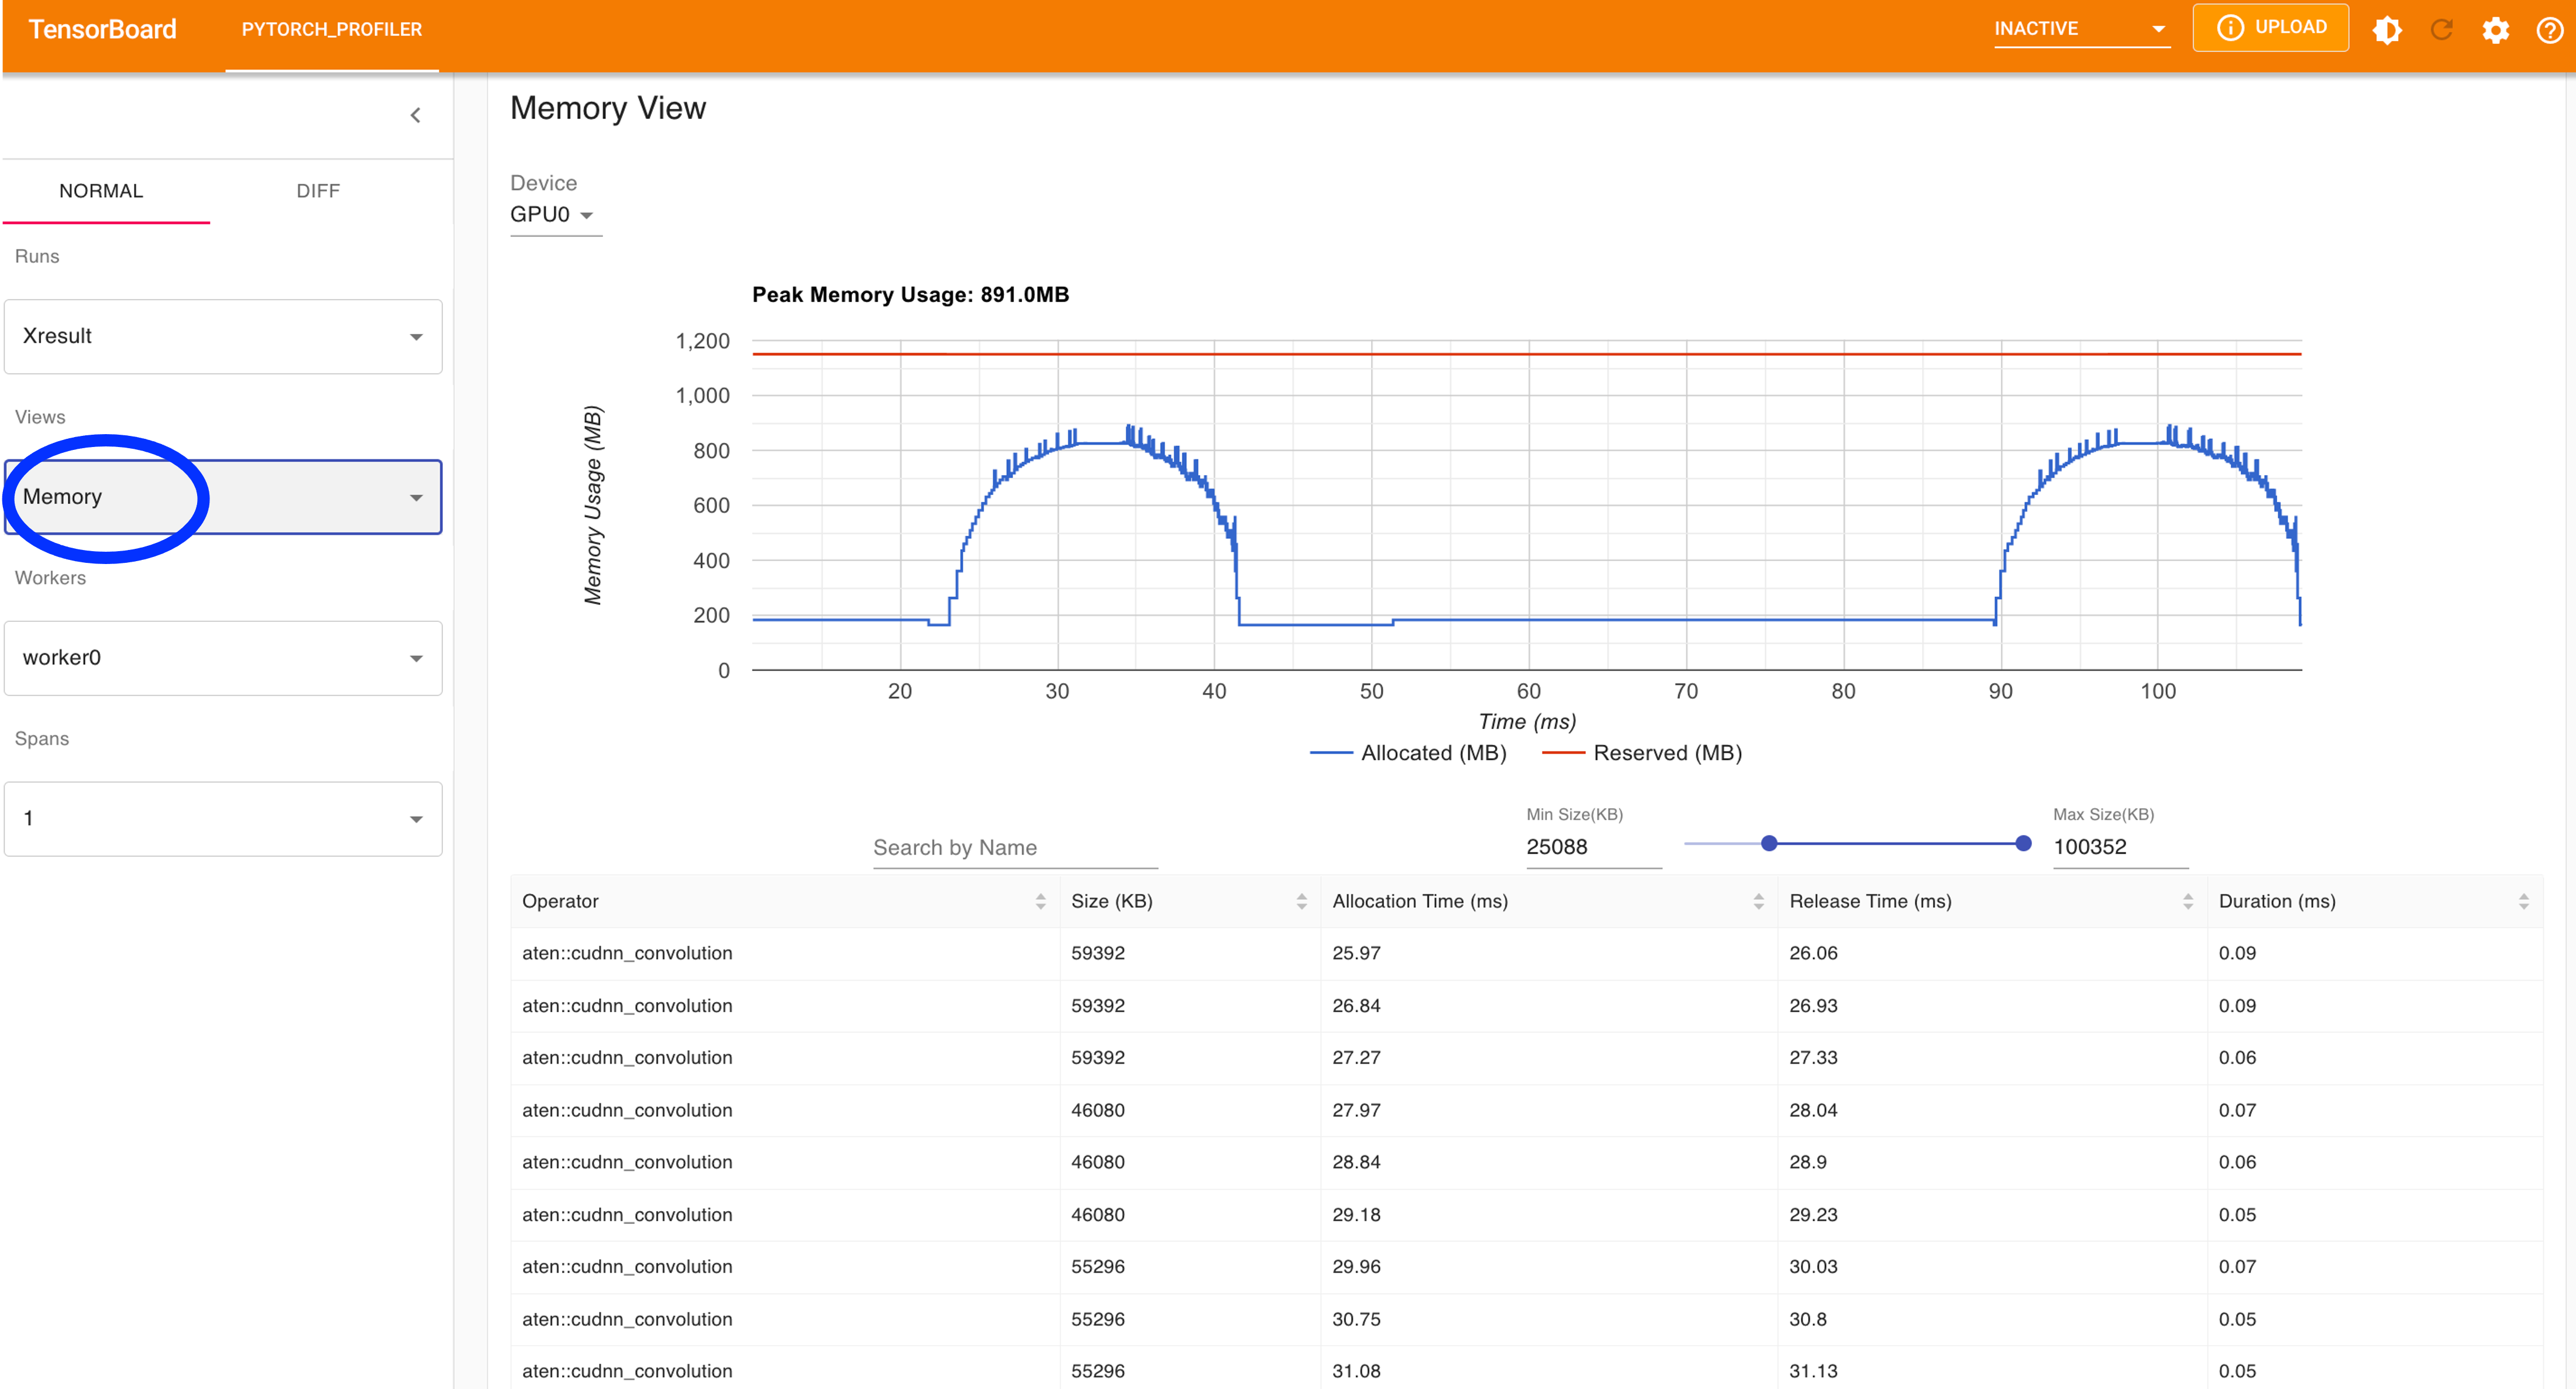 TensorBoard PYTORCH_PROFILER INACTIVE UPLOAD
NORMAL DIFF
Runs
Xresult
Views
Memory
Workers
worker0
Spans
1
Memory View
Device
GPU0
Peak Memory Usage: 891.0MB
Memory Usage (MB)
1,200
1,000
800
600
400
200
0
20 30 40 50 60 70 80 90 100
Time (ms)
Allocated (MB) Reserved (MB)
Search by Name
Min Size(KB)
25088
Max Size(KB)
100352
Operator Size (KB) Allocation Time (ms) Release Time (ms) Duration (ms)
aten::cudnn_convolution 59392 25.97 26.06 0.09
aten::cudnn_convolution 59392 26.84 26.93 0.09
aten::cudnn_convolution 59392 27.27 27.33 0.06
aten::cudnn_convolution 46080 27.97 28.04 0.07
aten::cudnn_convolution 46080 28.84 28.9 0.06
aten::cudnn_convolution 46080 29.18 29.23 0.05
aten::cudnn_convolution 55296 29.96 30.03 0.07
aten::cudnn_convolution 55296 30.75 30.8 0.05
aten::cudnn_convolution 55296 31.08 31.13 0.05